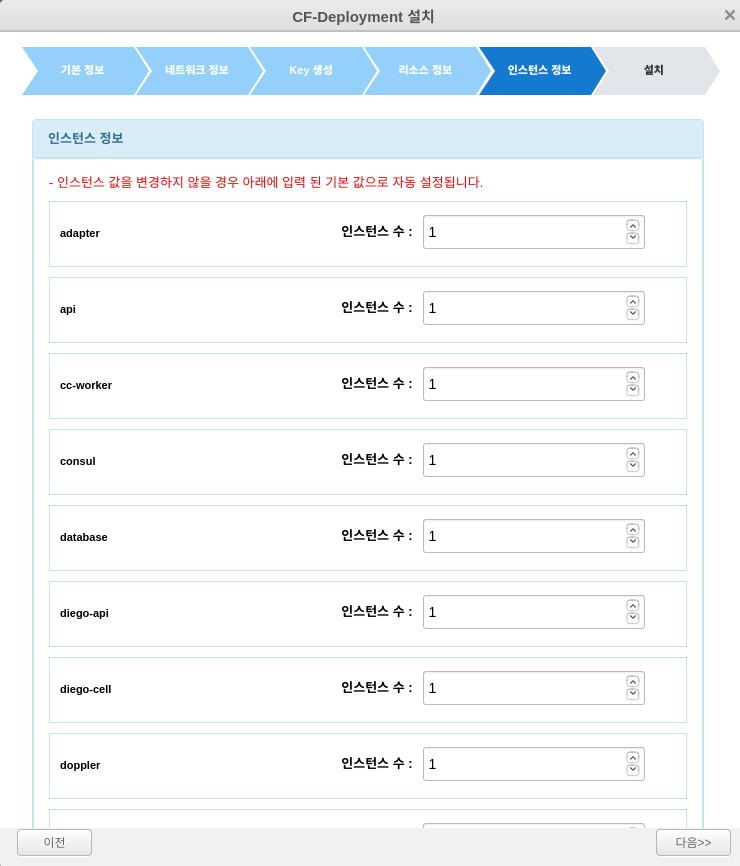 CF-Deployment 설치
×
기본 정보
네트워크 정보
Key 생성
리소스 정보
인스턴스 정보
설치
인스턴스 정보
- 인스턴스 값을 변경하지 않을 경우 아래에 입력 된 기본 값으로 자동 설정됩니다.
adapter 인스턴스 수 : 1
api 인스턴스 수 : 1
cc-worker 인스턴스 수 : 1
consul 인스턴스 수 : 1
database 인스턴스 수 : 1
diego-api 인스턴스 수 : 1
diego-cell 인스턴스 수 : 1
doppler 인스턴스 수 : 1
이전
다음>>